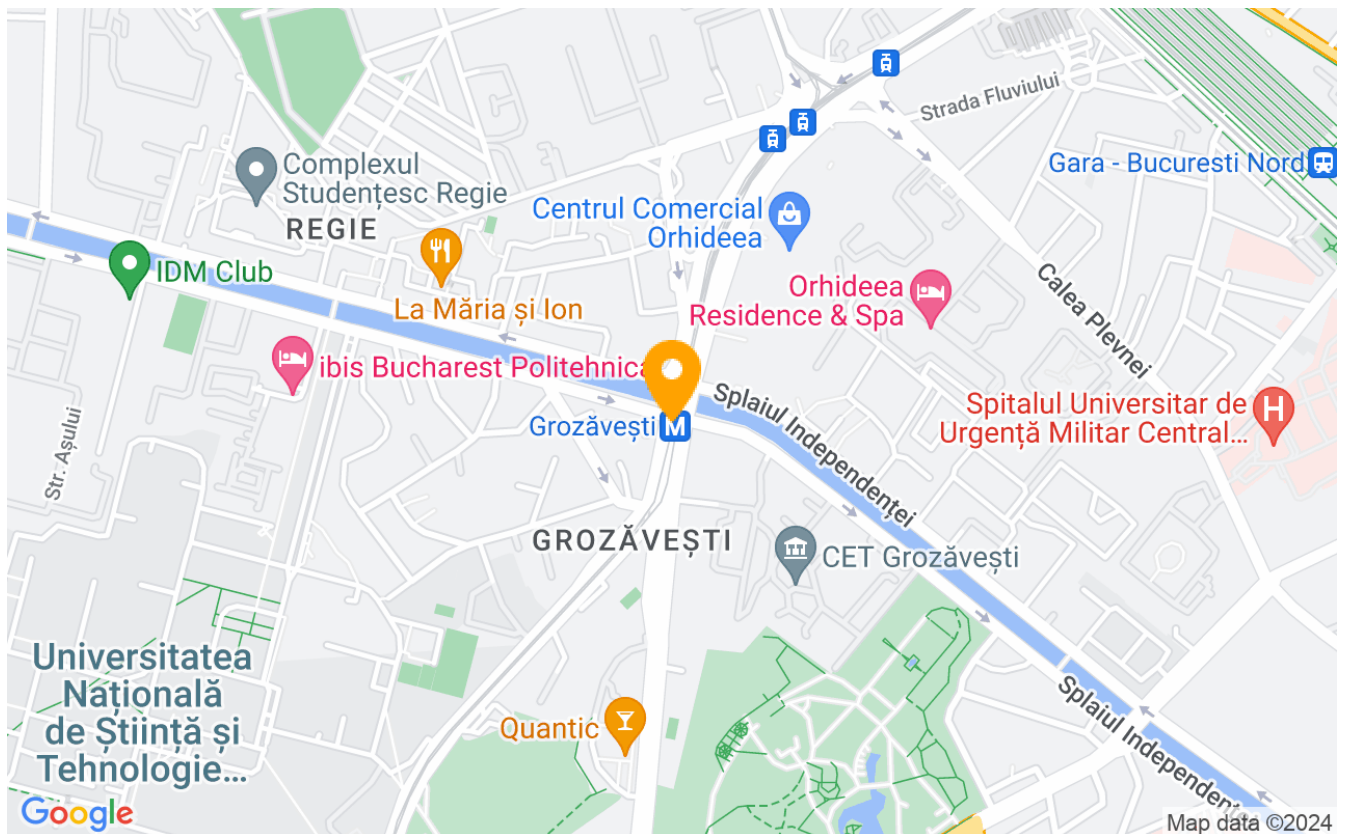 Strada Fluviului
Complexul
Studențesc Regie
Gara - Bucuresti Nord
REGIE
Centrul Comercial
Orhideea
IDM Club
La Măria și Ion
Orhideea
Residence & Spa
Calea Plevnei
ibis Bucharest Politehnica
Splaiul Independenței
Spitalul Universitar de
Urgență Militar Central...
Str. Așului
Grozăvești
M
H
GROZĂVEȘTI
CET Grozăvești
Universitatea
Națională
de Știință și
Tehnologie...
Quantic
Splaiul Independenței
Google
Map data ©2024